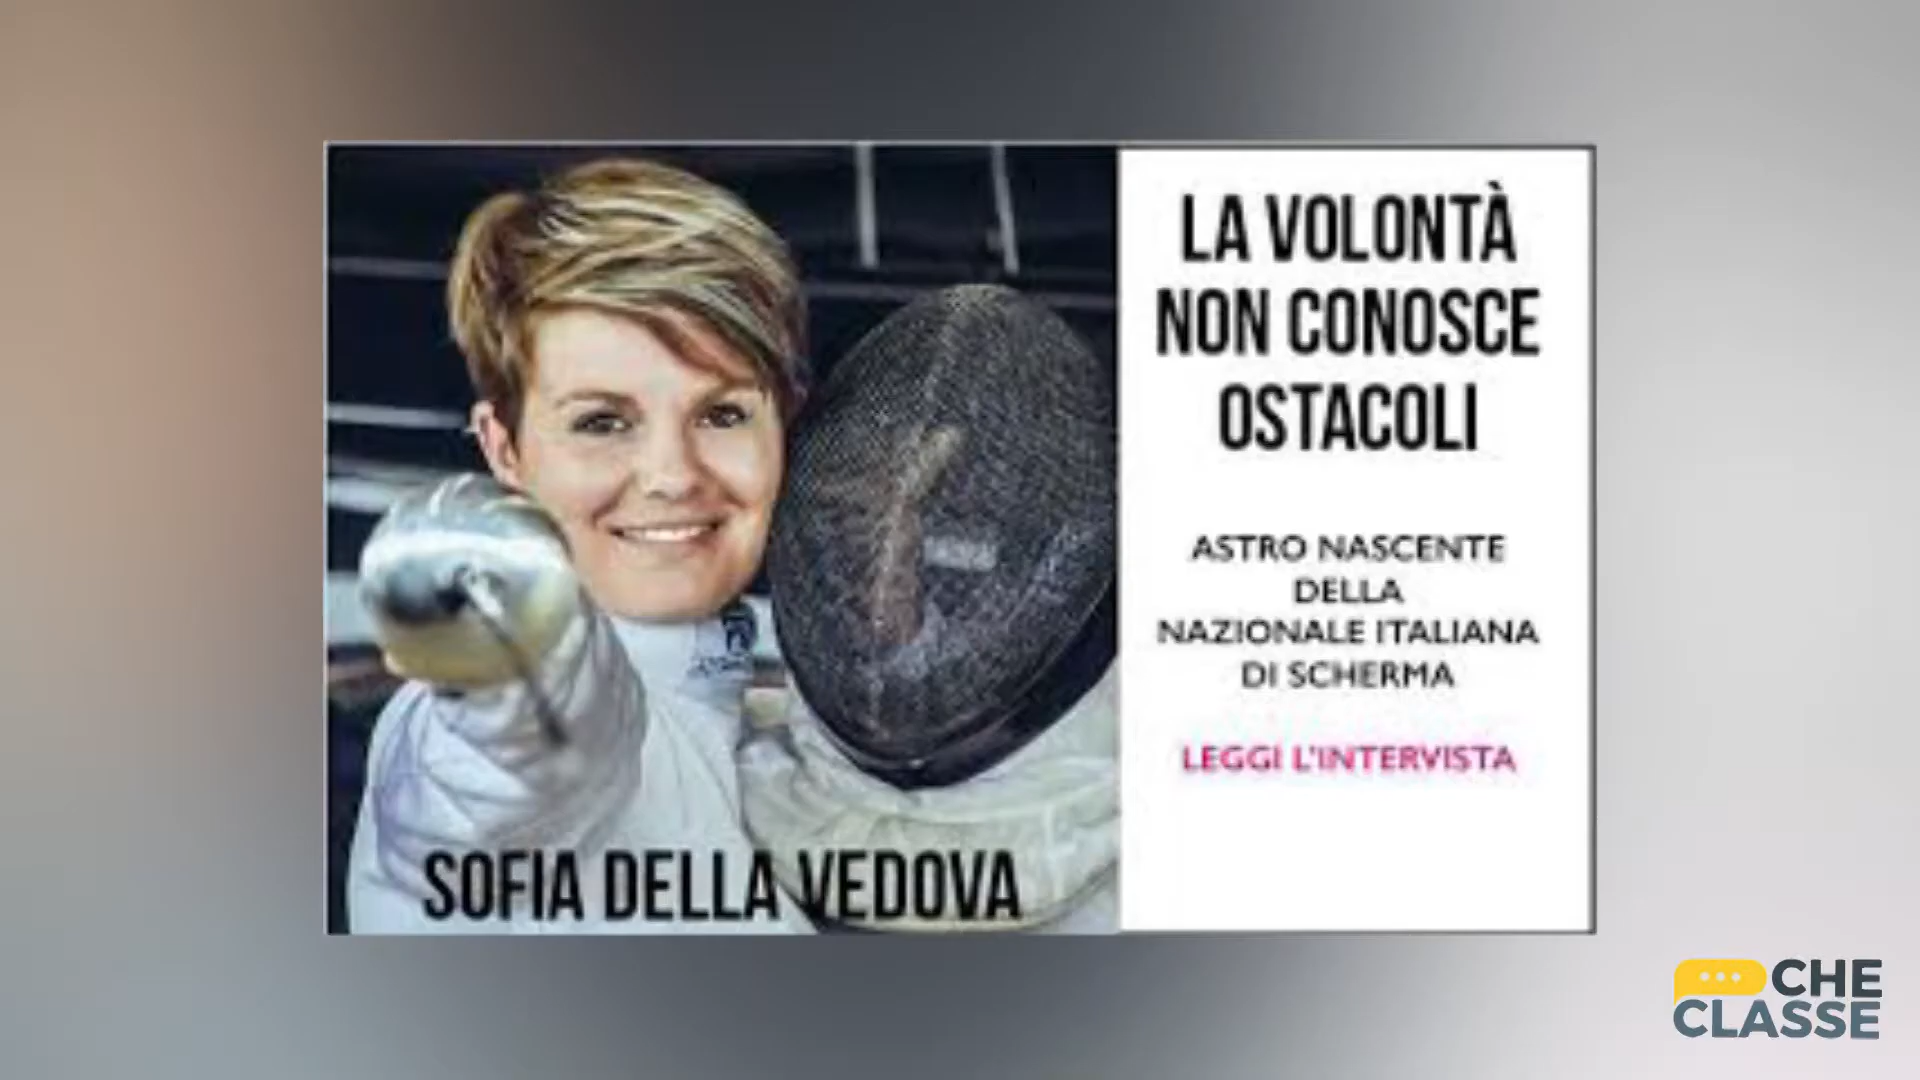 LA VOLONTÀ
NON CONOSCE
OSTACOLI
ASTRO NASCENTE
DELLA
NAZIONALE ITALIANA
DI SCHERMA
LEGGI L'INTERVISTA
SOFIA DELLA VEDOVA
CHE
CLASSE